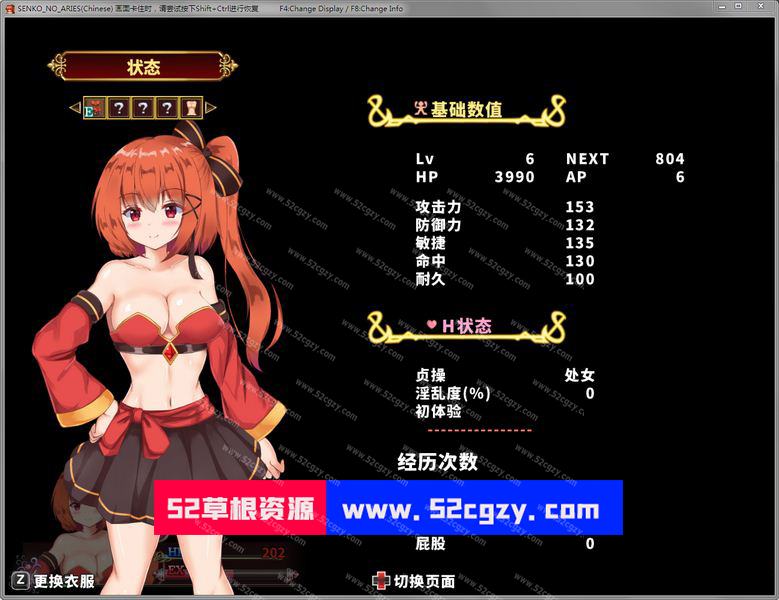 SENKO_NO_ARIES(Chinese) 画面卡住时，请尝试按下Shift+Ctrl进行恢复 F4:Change Display / F8:Change Info
状态
E ? ? ?
基础数值
Lv 6 NEXT 804
HP 3990 AP 6
攻击力 153
防御力 132
敏捷 135
命中 130
耐久 100
H状态
贞操 处女
淫乱度(%) 0
初体验
经历次数
52草根资源 www.52cgzy.com
屁股 0
HP 202
EX
Z 更换衣服 切换页面
www.52cgzy.com